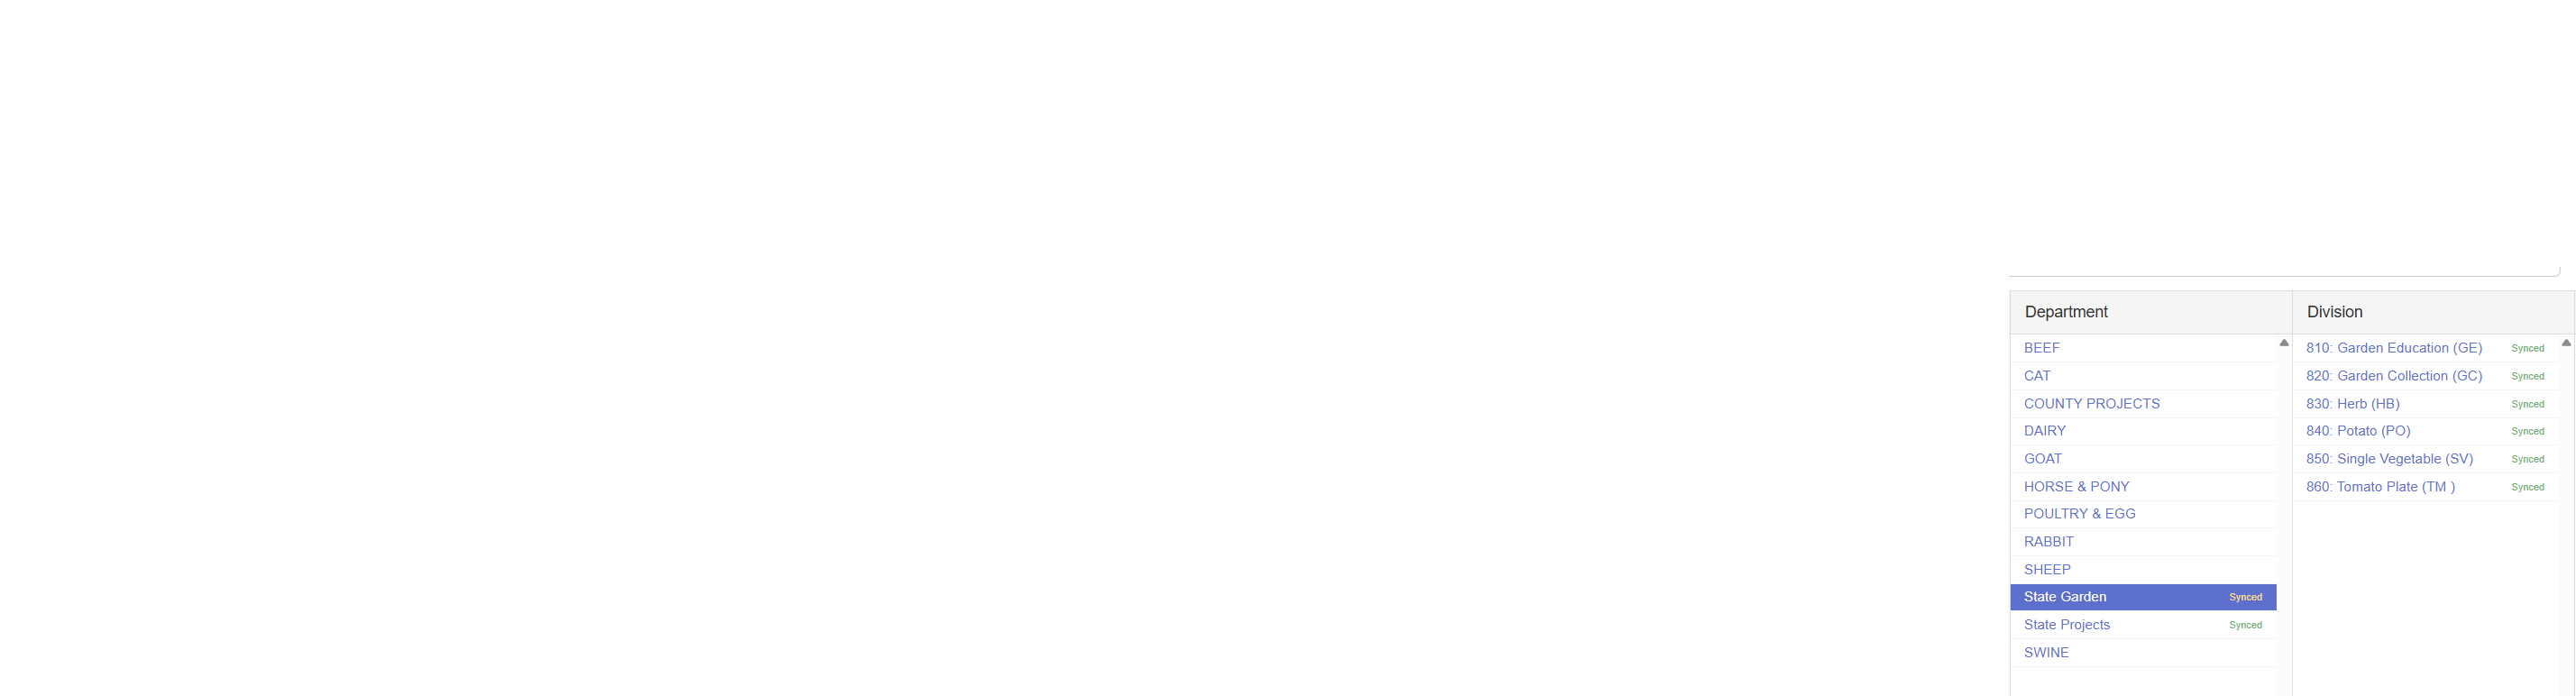 Department
Division
BEEF
810: Garden Education (GE) Synced
CAT
820: Garden Collection (GC) Synced
COUNTY PROJECTS
830: Herb (HB) Synced
DAIRY
840: Potato (PO) Synced
GOAT
850: Single Vegetable (SV) Synced
HORSE & PONY
860: Tomato Plate (TM ) Synced
POULTRY & EGG
RABBIT
SHEEP
State Garden Synced
State Projects Synced
SWINE